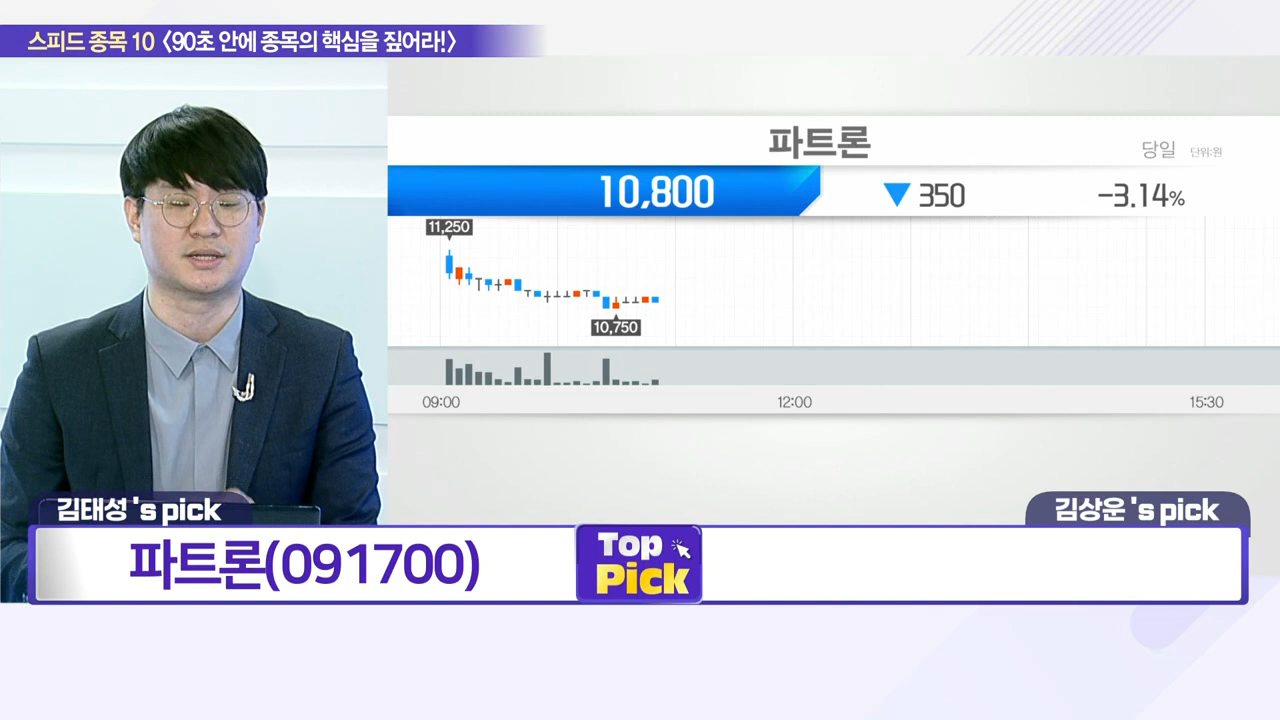 스피드 종목 10 〈90초 안에 종목의 핵심을 짚어라!〉
파트론
당일 단위:원
10,800 ▼ 350 -3.14%
11,250
10,750
09:00 12:00 15:30
김태성 's pick
김상운 's pick
파트론(091700)
Top
Pick